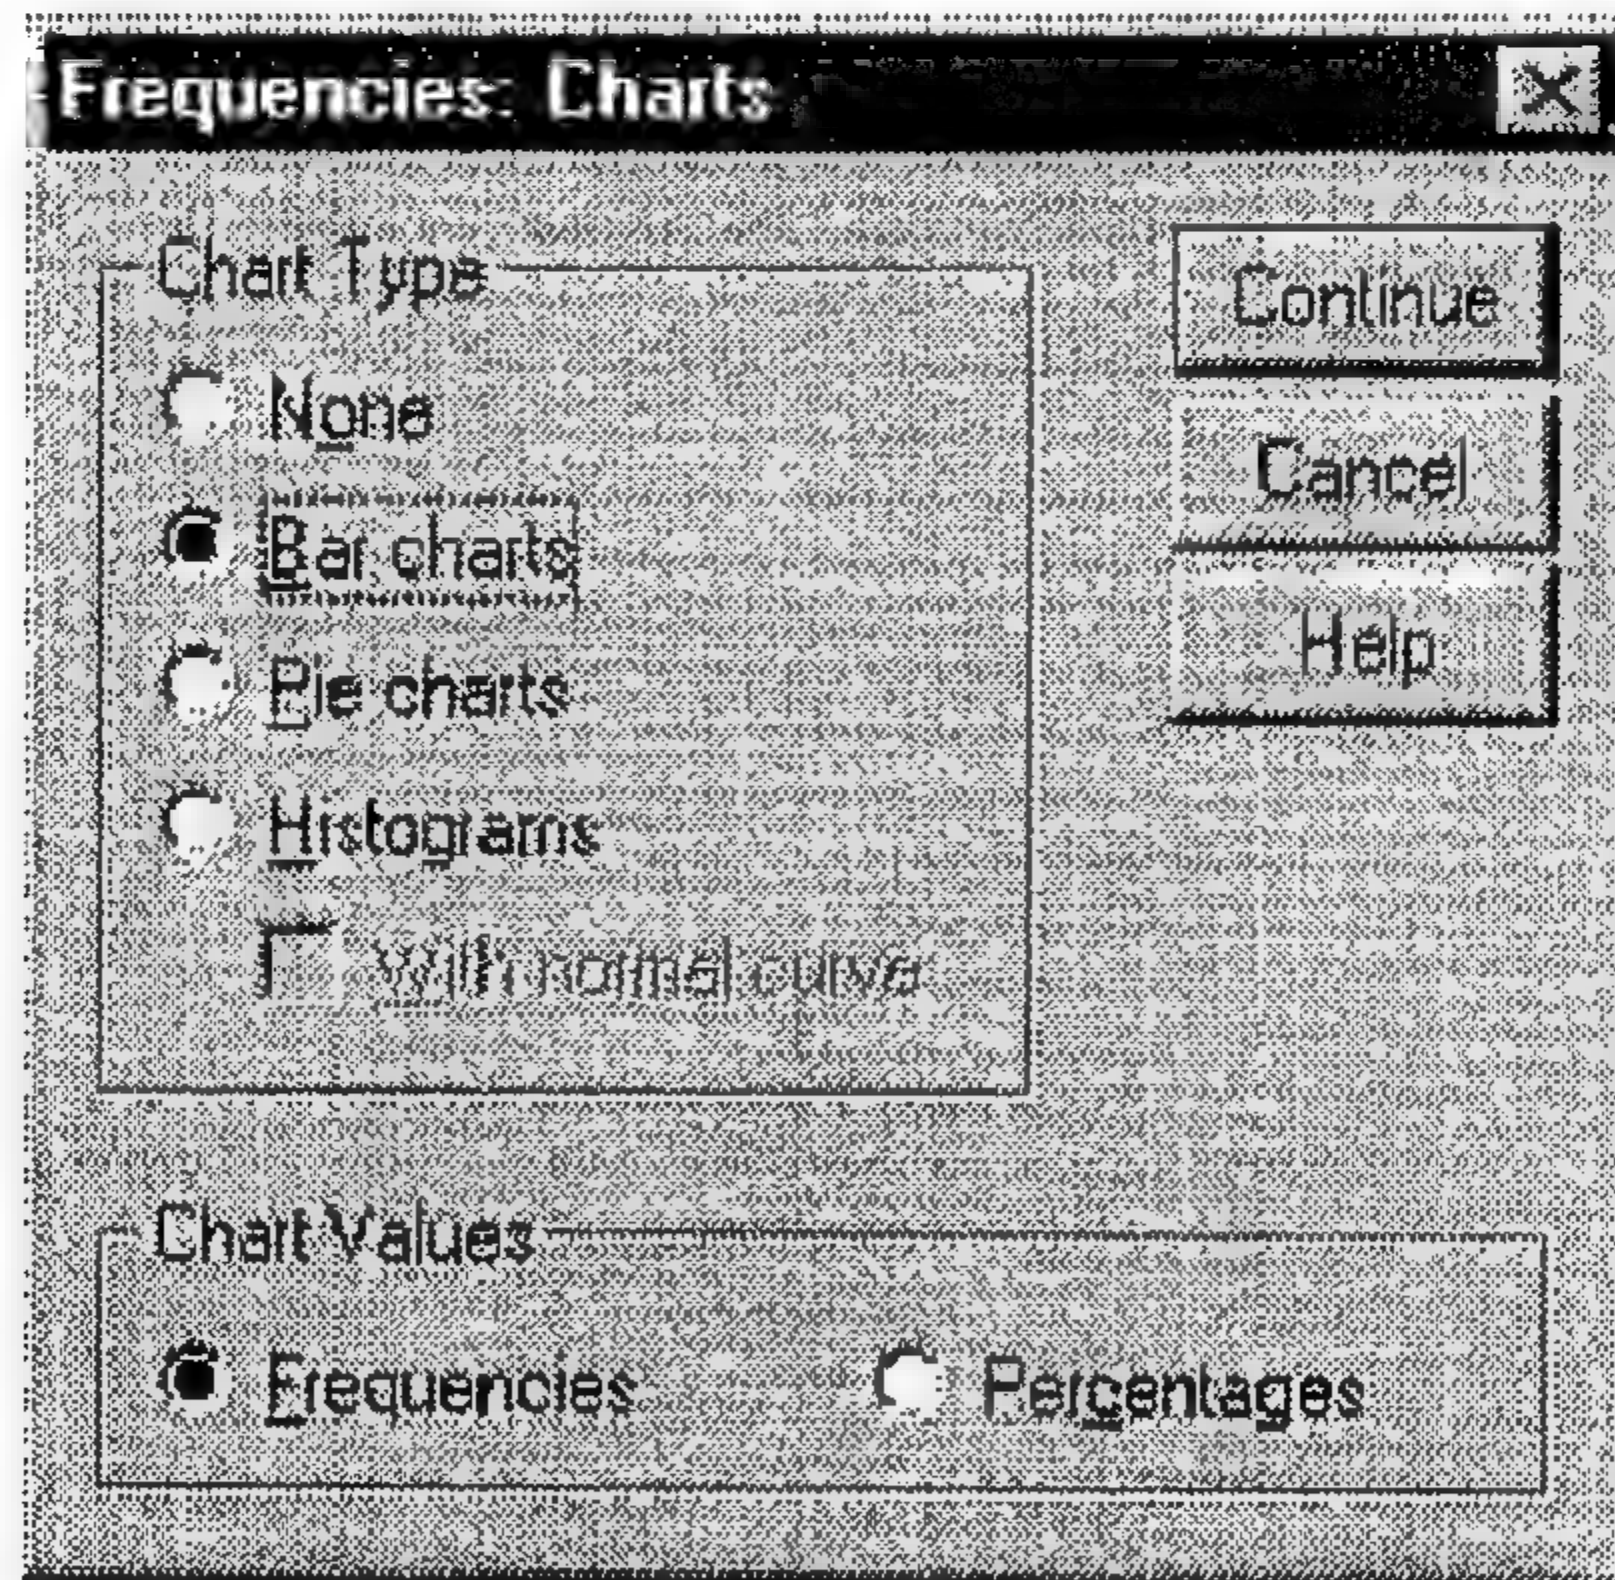 Frequencies: Charts
Chart Type
None
Bar charts
Pie charts
Histograms
With normal curve
Continue
Cancel
Help
Chart Values
Frequencies
Percentages